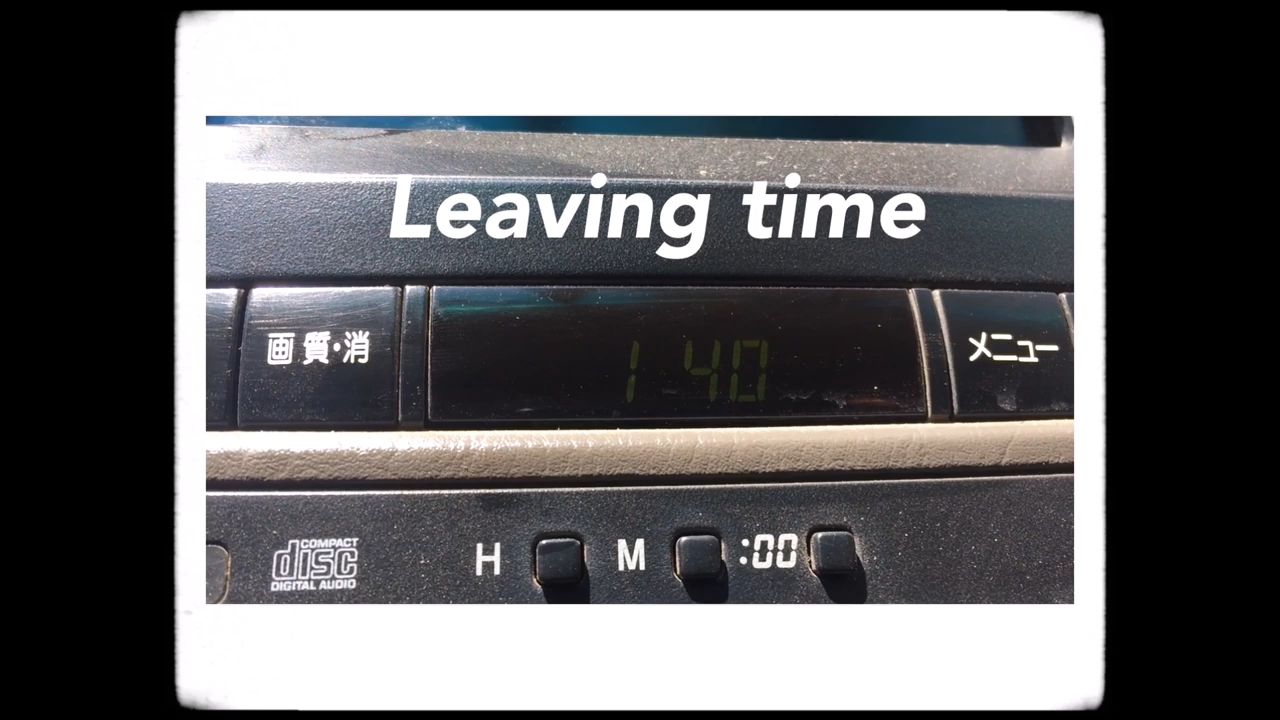 Leaving time
画 質・消
1 40
メニュー
H M :00
COMPACT
disc
DIGITAL AUDIO